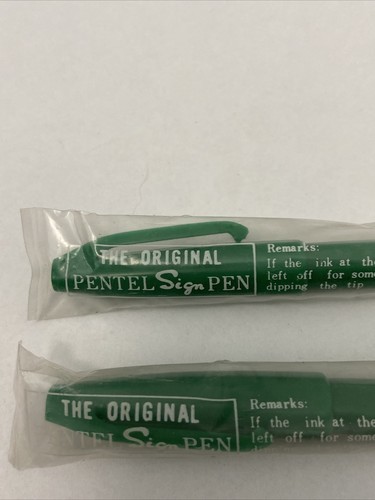 THE ORIGINAL
PENTEL Sign PEN
Remarks:
If the ink at the
left off for some
dipping the tip
THE ORIGINAL
NTEL Sign PEN
Remarks:
If the ink at the
left off for some